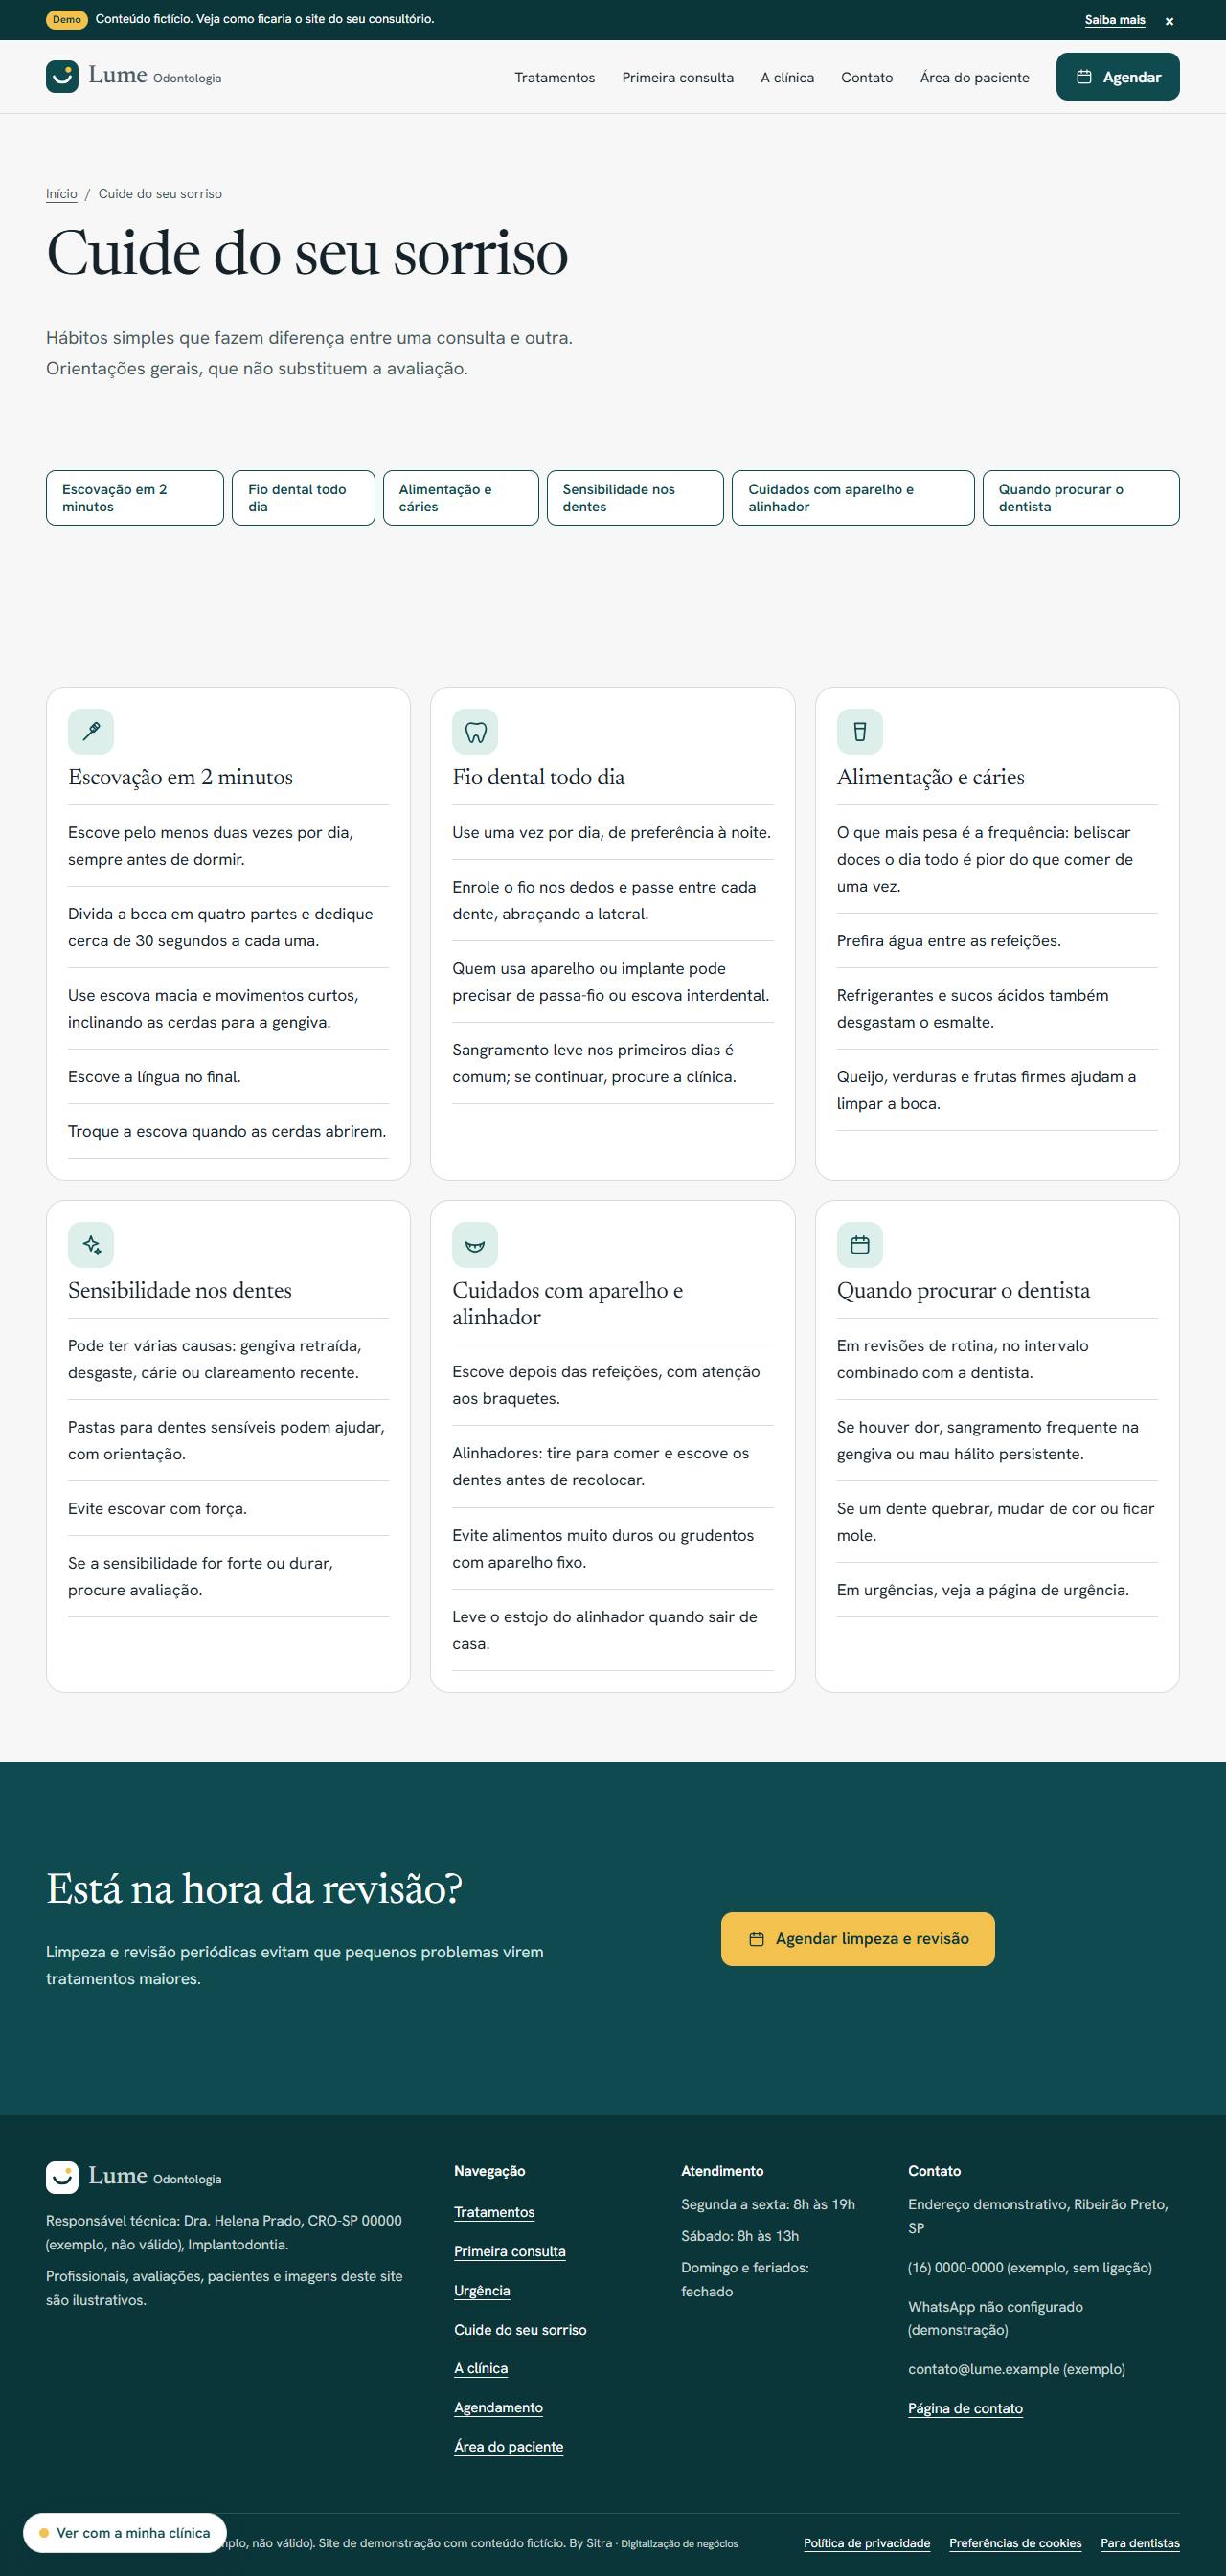 Demo Conteúdo fictício. Veja como ficaria o site do seu consultório. Saiba mais ×
Lume Odontologia Tratamentos Primeira consulta A clínica Contato Área do paciente Agendar
Início / Cuide do seu sorriso
Cuide do seu sorriso
Hábitos simples que fazem diferença entre uma consulta e outra.
Orientações gerais, que não substituem a avaliação.
Escovação em 2
minutos
Fio dental todo
dia
Alimentação e
cáries
Sensibilidade nos
dentes
Cuidados com aparelho e
alinhador
Quando procurar o
dentista
Escovação em 2 minutos
Escove pelo menos duas vezes por dia,
sempre antes de dormir.
Divida a boca em quatro partes e dedique
cerca de 30 segundos a cada uma.
Use escova macia e movimentos curtos,
inclinando as cerdas para a gengiva.
Escove a língua no final.
Troque a escova quando as cerdas abrirem.
Fio dental todo dia
Use uma vez por dia, de preferência à noite.
Enrole o fio nos dedos e passe entre cada
dente, abraçando a lateral.
Quem usa aparelho ou implante pode
precisar de passa-fio ou escova interdental.
Sangramento leve nos primeiros dias é
comum; se continuar, procure a clínica.
Alimentação e cáries
O que mais pesa é a frequência: beliscar
doces o dia todo é pior do que comer de
uma vez.
Prefira água entre as refeições.
Refrigerantes e sucos ácidos também
desgastam o esmalte.
Queijo, verduras e frutas firmes ajudam a
limpar a boca.
Sensibilidade nos dentes
Pode ter várias causas: gengiva retraída,
desgaste, cárie ou clareamento recente.
Pastas para dentes sensíveis podem ajudar,
com orientação.
Evite escovar com força.
Se a sensibilidade for forte ou durar,
procure avaliação.
Cuidados com aparelho e
alinhador
Escove depois das refeições, com atenção
aos braquetes.
Alinhadores: tire para comer e escove os
dentes antes de recolocar.
Evite alimentos muito duros ou grudentos
com aparelho fixo.
Leve o estojo do alinhador quando sair de
casa.
Quando procurar o dentista
Em revisões de rotina, no intervalo
combinado com a dentista.
Se houver dor, sangramento frequente na
gengiva ou mau hálito persistente.
Se um dente quebrar, mudar de cor ou ficar
mole.
Em urgências, veja a página de urgência.
Está na hora da revisão?
Limpeza e revisão periódicas evitam que pequenos problemas virem
tratamentos maiores.
Agendar limpeza e revisão
Lume Odontologia
Responsável técnica: Dra. Helena Prado, CRO-SP 00000
(exemplo, não válido), Implantodontia.
Profissionais, avaliações, pacientes e imagens deste site
são ilustrativos.
Navegação
Tratamentos
Primeira consulta
Urgência
Cuide do seu sorriso
A clínica
Agendamento
Área do paciente
Atendimento
Segunda a sexta: 8h às 19h
Sábado: 8h às 13h
Domingo e feriados:
fechado
Contato
Endereço demonstrativo, Ribeirão Preto,
SP
(16) 0000-0000 (exemplo, sem ligação)
WhatsApp não configurado
(demonstração)
contato@lume.example (exemplo)
Página de contato
Ver com a minha clínica
não válido). Site de demonstração com conteúdo fictício. By Sitra · Digitalização de negócios
Política de privacidade Preferências de cookies Para dentistas